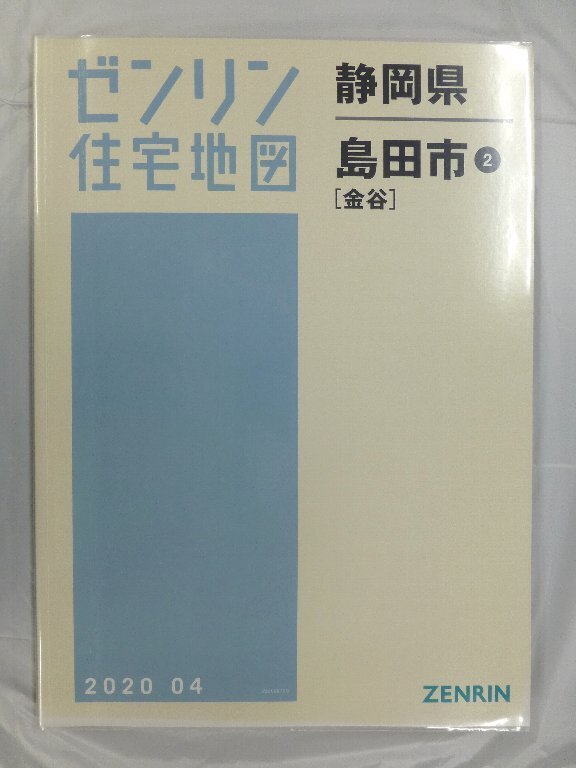 ゼンリン
住宅地図
静岡県
島田市 2
[金谷]
2020 04
ZENRIN